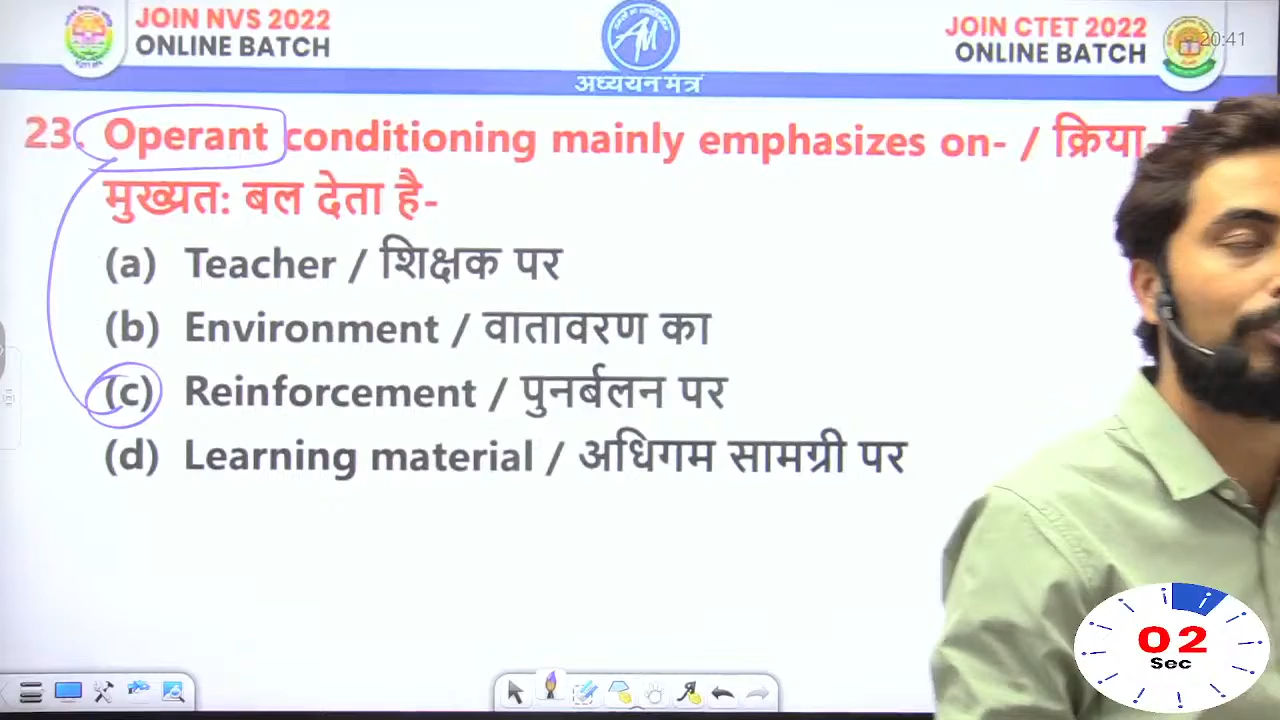 JOIN NVS 2022
ONLINE BATCH
AM
अध्ययन मंत्र
JOIN CTET 2022
ONLINE BATCH
20:41
23. Operant conditioning mainly emphasizes on- / क्रिया
मुख्यत: बल देता है-
(a) Teacher / शिक्षक पर
(b) Environment / वातावरण का
(c) Reinforcement / पुनर्बलन पर
(d) Learning material / अधिगम सामग्री पर
02
Sec